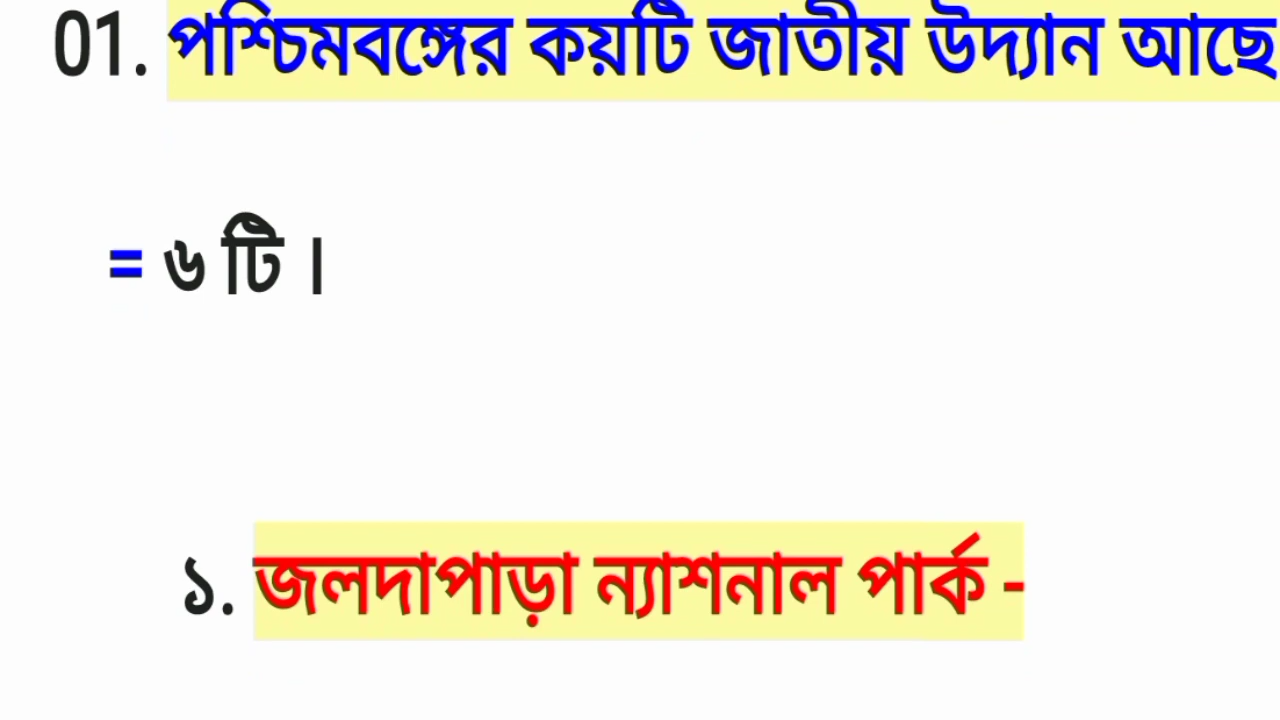 01. পশ্চিমবঙ্গের কয়টি জাতীয় উদ্যান আছে
= ৬ টি ।
১. জলদাপাড়া ন্যাশনাল পার্ক -